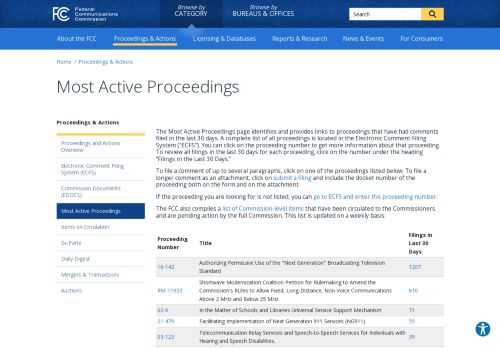 Federal
Communications
Commission
Browse by
CATEGORY
Browse by
BUREAUS & OFFICES
Search
About the FCC
Proceedings & Actions
Licensing & Databases
Reports & Research
News & Events
For Consumers
Home / Proceedings & Actions
Most Active Proceedings
Proceedings & Actions
Proceedings and Actions
Overview
Electronic Comment Filing
System (ECFS)
Commission Documents
(EDOCS)
Most Active Proceedings
Items on Circulation
Ex-Parte
Daily Digest
Mergers & Transactions
Auctions
The Most Active Proceedings page identifies and provides links to proceedings that have had comments
filed in the last 30 days. A complete list of all proceedings is located in the Electronic Comment Filing
System ("ECFS"). You can click on the proceeding number to get more information about that proceeding.
To review all filings in the last 30 days for each proceeding, click on the number under the heading
"Filings in the Last 30 Days."
To file a comment of up to several paragraphs, click on one of the proceedings listed below. To file a
longer comment as an attachment, click on submit a filing and include the docket number of the
proceeding both on the form and on the attachment.
If the proceeding you are looking for is not listed, you can go to ECFS and enter the proceeding number.
The FCC also compiles a list of Commission-level items that have been circulated to the Commissioners
and are pending action by the full Commission. This list is updated on a weekly basis.
Proceeding
Number
Title
Filings in
Last 30
Days
16-142
Authorizing Permissive Use of the "Next Generation" Broadcasting Television
Standard
1207
RM-11953
Shortwave Modernization Coalition Petition for Rulemaking to Amend the
Commission's Rules to Allow Fixed, Long-Distance, Non-Voice Communications
Above 2 MHz and Below 25 MHz
810
02-6
In the Matter of Schools and Libraries Universal Service Support Mechanism
71
21-479
Facilitating Implementation of Next Generation 911 Services (NG911)
55
03-123
Telecommunication Relay Services and Speech-to-Speech Services for Individuals with
Hearing and Speech Disabilities.
39